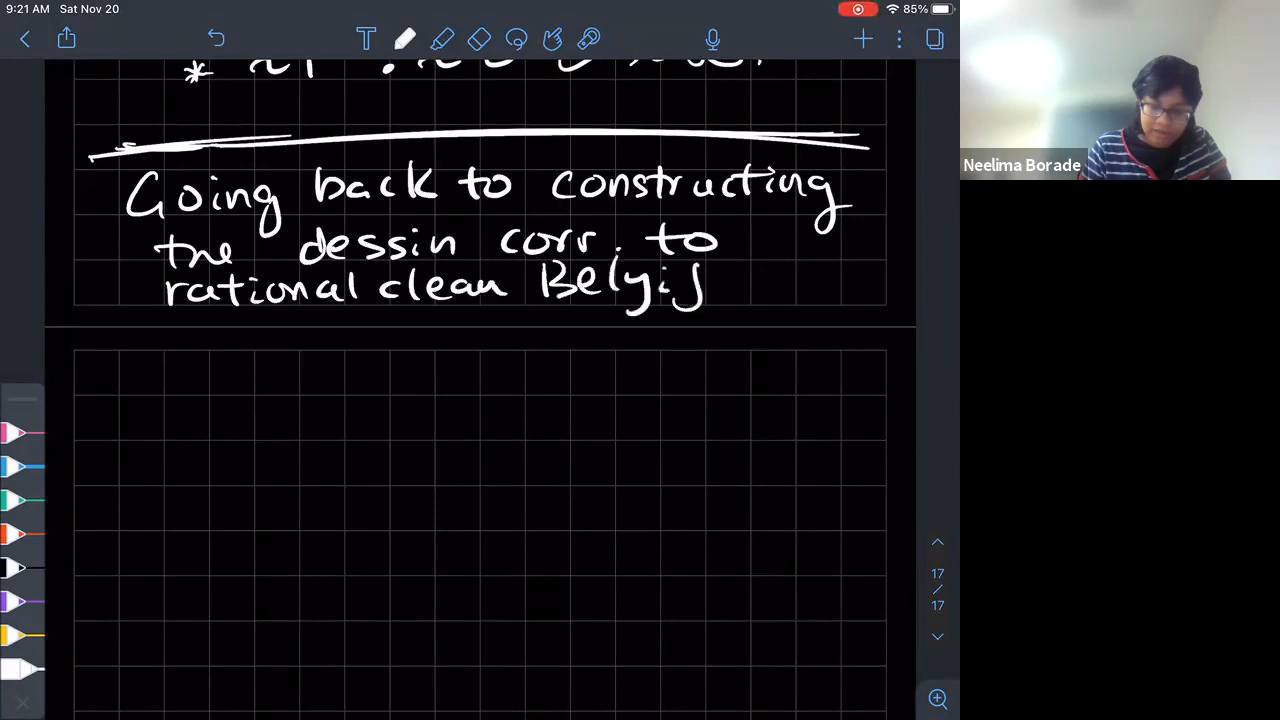 9:21 AM Sat Nov 20
85%
Neelima Borade
Going back to constructing
the dessin corr. to
rational clean Belyi
17
/
17